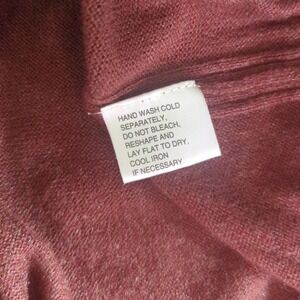 HAND WASH COLD
SEPARATELY,
DO NOT BLEACH,
RESHAPE AND
LAY FLAT TO DRY,
COOL IRON
IF NECESSARY